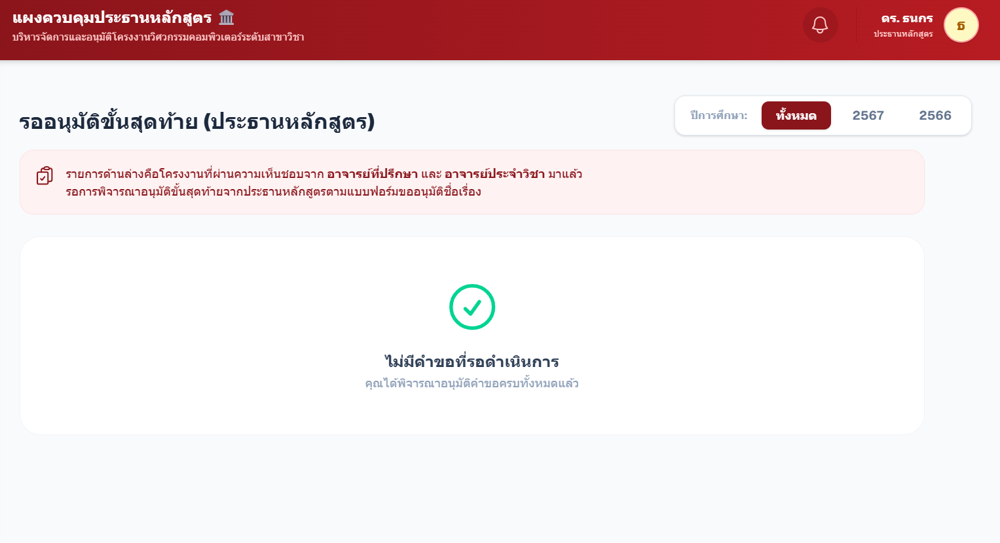 แผงควบคุมประธานหลักสูตร 🏛️
บริหารจัดการและอนุมัติโครงงานวิศวกรรมคอมพิวเตอร์ระดับสาขาวิชา
ดร. ธนกร
ประธานหลักสูตร
ธ
รออนุมัติขั้นสุดท้าย (ประธานหลักสูตร)
ปีการศึกษา: ทั้งหมด 2567 2566
รายการด้านล่างคือโครงงานที่ผ่านความเห็นชอบจาก อาจารย์ที่ปรึกษา และ อาจารย์ประจำวิชา มาแล้ว
รอการพิจารณาอนุมัติขั้นสุดท้ายจากประธานหลักสูตรตามแบบฟอร์มขออนุมัติชื่อเรื่อง
ไม่มีคำขอที่รอดำเนินการ
คุณได้พิจารณาอนุมัติคำขอครบทั้งหมดแล้ว